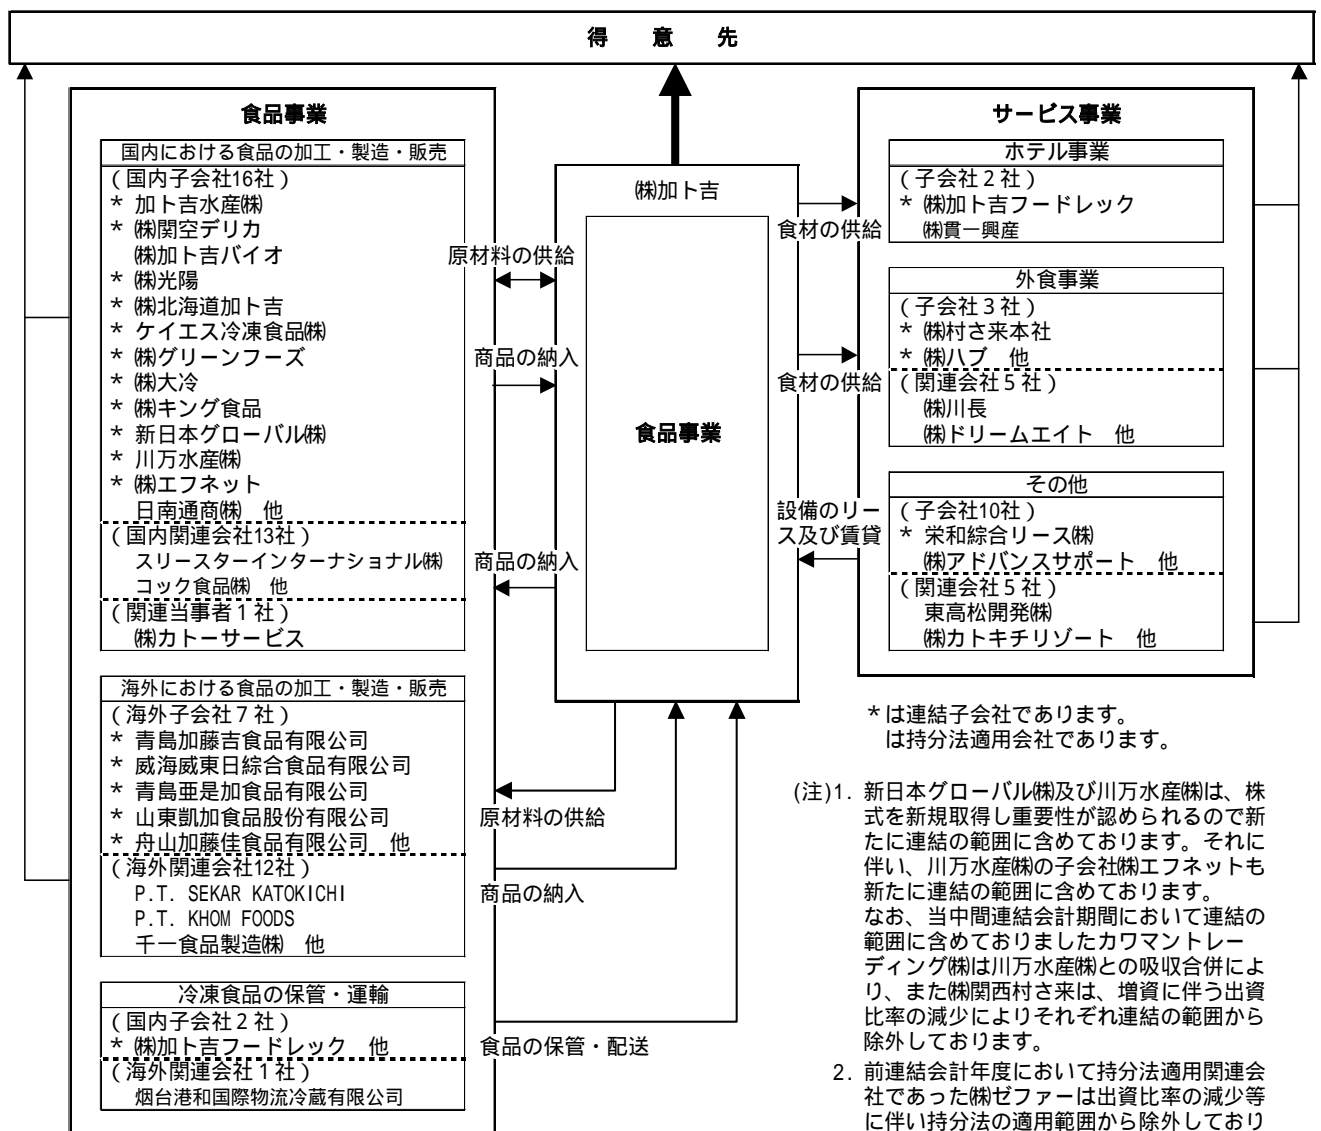 得 意 先
食品事業
国内における食品の加工・製造・販売
(国内子会社16社)
* 加ト吉水産㈱
* ㈱関空デリカ
㈱加ト吉バイオ
* ㈱光陽
* ㈱北海道加ト吉
* ケイエス冷凍食品㈱
* ㈱グリーンフーズ
* ㈱大冷
* ㈱キング食品
* 新日本グローバル㈱
* 川万水産㈱
* ㈱エフネット
日南通商㈱ 他
(国内関連会社13社)
スリースターインターナショナル㈱
コック食品㈱ 他
(関連当事者1社)
㈱カトーサービス
海外における食品の加工・製造・販売
(海外子会社7社)
* 青島加藤吉食品有限公司
* 威海威東日綜合食品有限公司
* 青島亜是加食品有限公司
* 山東凱加食品股份有限公司
* 舟山加藤佳食品有限公司 他
(海外関連会社12社)
P.T. SEKAR KATOKICHI
P.T. KHOM FOODS
千一食品製造㈱ 他
冷凍食品の保管・運輸
(国内子会社2社)
* ㈱加ト吉フードレック 他
(海外関連会社1社)
烟台港和国際物流冷蔵有限公司
原材料の供給
商品の納入
商品の納入
原材料の供給
商品の納入
食品の保管・配送
㈱加ト吉
食品事業
食材の供給
食材の供給
設備のリー
ス及び賃貸
サービス事業
ホテル事業
(子会社2社)
* ㈱加ト吉フードレック
㈱貫一興産
外食事業
(子会社3社)
* ㈱村さ来本社
* ㈱ハブ 他
(関連会社5社)
㈱川長
㈱ドリームエイト 他
その他
(子会社10社)
* 栄和綜合リース㈱
㈱アドバンスサポート 他
(関連会社5社)
東高松開発㈱
㈱カトキチリゾート 他
*は連結子会社であります。
は持分法適用会社であります。
(注)1. 新日本グローバル㈱及び川万水産㈱は、株
式を新規取得し重要性が認められるので新
たに連結の範囲に含めております。それに
伴い、川万水産㈱の子会社㈱エフネットも
新たに連結の範囲に含めております。
なお、当中間連結会計期間において連結の
範囲に含めておりましたカワマントレー
ディング㈱は川万水産㈱との吸収合併によ
り、また㈱関西村さ来は、増資に伴う出資
比率の減少によりそれぞれ連結の範囲から
除外しております。
2. 前連結会計年度において持分法適用関連会
社であった㈱ゼファーは出資比率の減少等
に伴い持分法の適用範囲から除外しており